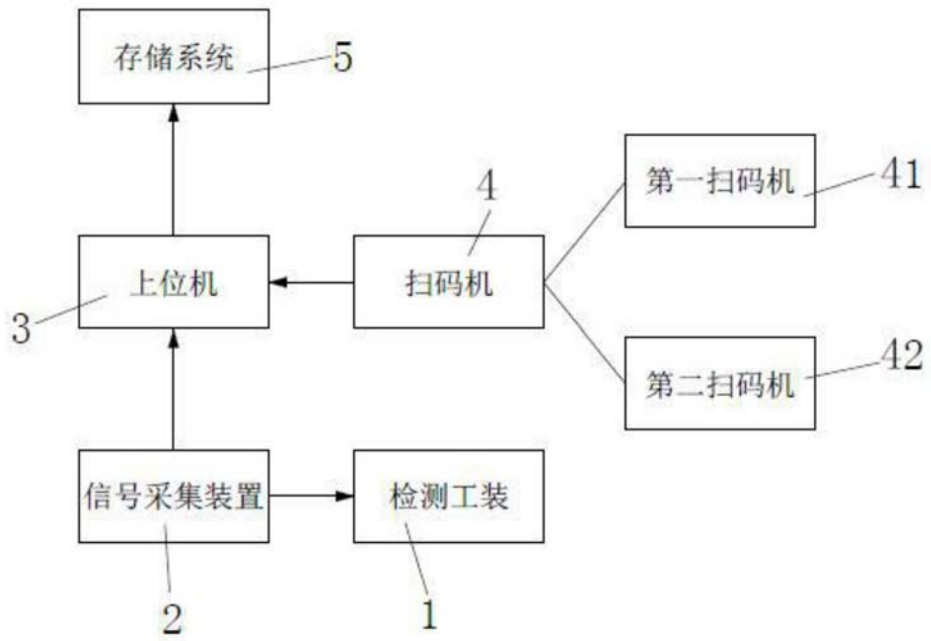 存储系统
5
第一扫码机
41
4
上位机
3
扫码机
第二扫码机
42
信号采集装置
2
检测工装
1